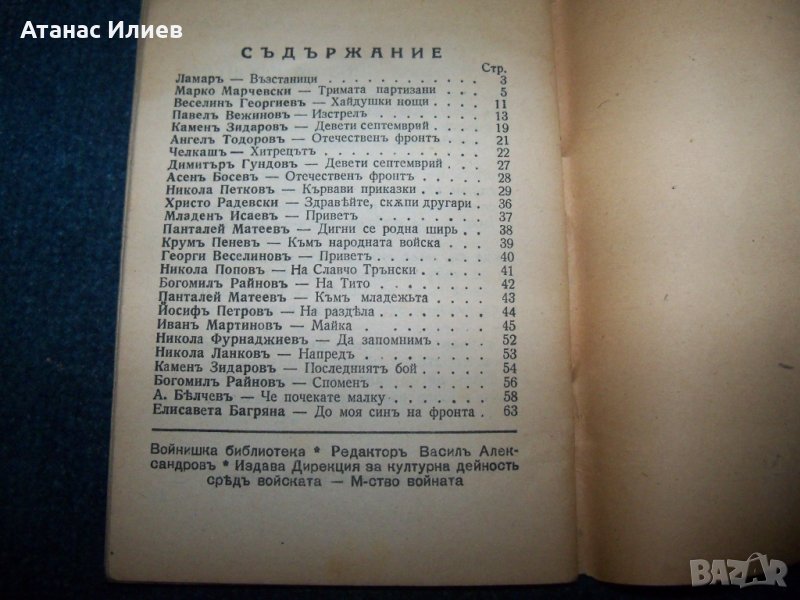 Атанас Илиев
СЪДЪРЖАНИЕ
Стр.
Ламаръ — Възстаници . . . . . . . . . . . . 3
Марко Марчевски — Тримата партизани . . . 5
Веселинъ Георгиевъ — Хайдушки нощи . . . . 11
Павелъ Вежиновъ — Изстрелъ . . . . . . . . 13
Каменъ Зидаровъ — Девети септемврий . . . . 19
Ангелъ Тодоровъ — Отечественъ фронтъ . . . 21
Челкашъ — Хитрецътъ . . . . . . . . . . . . 22
Димитъръ Гундовъ — Девети септемврий . . . 27
Асенъ Босевъ — Отечественъ фронтъ . . . . . 28
Никола Петковъ — Кървави приказки . . . . . 29
Христо Радевски — Здравѣйте, скѫпи другари . 36
Младенъ Исаевъ — Приветъ . . . . . . . . . 37
Панталей Матеевъ — Дигни се родна ширь . . 38
Крумъ Пеневъ — Къмъ народната войска . . . 39
Георги Веселиновъ — Приветъ . . . . . . . . 40
Никола Поповъ — На Славчо Трънски . . . . . 41
Богомилъ Райновъ — На Тито . . . . . . . . 42
Панталей Матеевъ — Къмъ младежьта . . . . . 43
Йосифъ Петровъ — На раздѣла . . . . . . . . 44
Иванъ Мартиновъ — Майка . . . . . . . . . . 45
Никола Фурнаджиевъ — Да запомнимъ . . . . . 52
Никола Ланковъ — Напредъ . . . . . . . . . 53
Каменъ Зидаровъ — Последниятъ бой . . . . . 54
Богомилъ Райновъ — Споменъ . . . . . . . . 56
А. Бѣлчевъ — Че почекате малку . . . . . . . 58
Елисавета Багряна — До моя синъ на фронта . 63
Войнишка библиотека * Редакторъ Василъ Алек-
сандровъ * Издава Дирекция за културна дейность
срѣдъ войската — М-ство войната
BAZAR